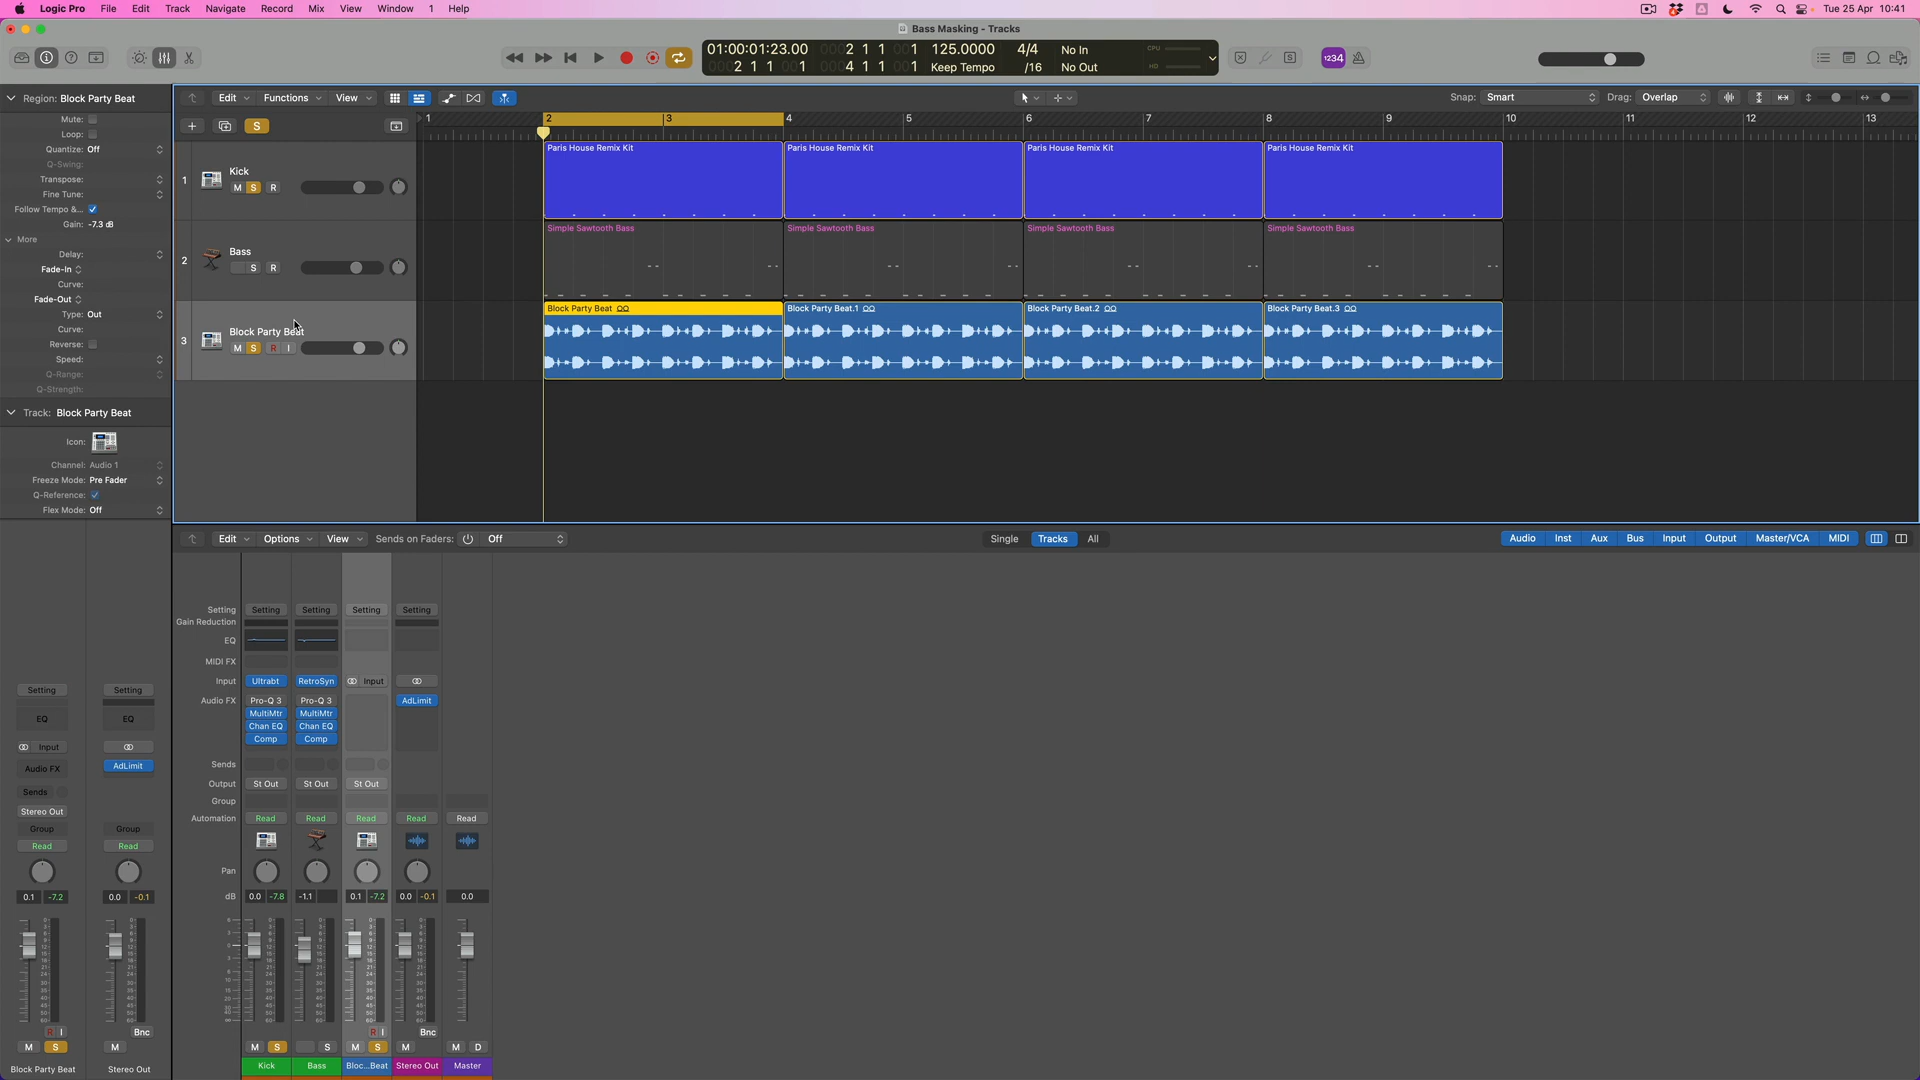 Logic Pro File Edit Track Navigate Record Mix View Window 1 Help Tue 25 Apr 10:41
Bass Masking - Tracks
01:00:01:23.00 0002 1 1 001 125.0000 4/4 No In CPU
0002 1 1 001 0004 1 1 001 Keep Tempo /16 No Out HD
1234
Region: Block Party Beat
Edit Functions View Snap: Smart Drag: Overlap
Mute:
Loop:
Quantize: Off
Q-Swing:
Transpose:
Fine Tune:
Follow Tempo &...
Gain: -7.3 dB
More
Delay:
Fade-In
Curve:
Fade-Out
Type: Out
Curve:
Reverse:
Speed:
Q-Range:
Q-Strength:
Track: Block Party Beat
Icon:
Channel: Audio 1
Freeze Mode: Pre Fader
Q-Reference:
Flex Mode: Off
S
1 2 3 4 5 6 7 8 9 10 11 12 13
1 Kick
M S R
Paris House Remix Kit Paris House Remix Kit Paris House Remix Kit Paris House Remix Kit
2 Bass
S R
Simple Sawtooth Bass Simple Sawtooth Bass Simple Sawtooth Bass Simple Sawtooth Bass
3 Block Party Beat
M S R I
Block Party Beat Block Party Beat.1 Block Party Beat.2 Block Party Beat.3
Edit Options View Sends on Faders: Off Single Tracks All Audio Inst Aux Bus Input Output Master/VCA MIDI
Setting Setting Setting Setting Setting
Gain Reduction
EQ
MIDI FX
Input Ultrabt RetroSyn Input
Audio FX Pro-Q 3 Pro-Q 3 AdLimit
MultiMtr MultiMtr
Chan EQ Chan EQ
Comp Comp
Sends
Output St Out St Out St Out
Group
Automation Read Read Read Read Read
Pan
dB 0.0 -7.8 -1.1 0.1 -7.2 0.0 -0.1 0.0
R I Bnc
M S S M S M M D
Kick Bass Bloc...Beat Stereo Out Master
Setting Setting
EQ EQ
Input
Audio FX AdLimit
Sends
Stereo Out
Group Group
Read Read
0.1 -7.2 0.0 -0.1
R I Bnc
M S M
Block Party Beat Stereo Out